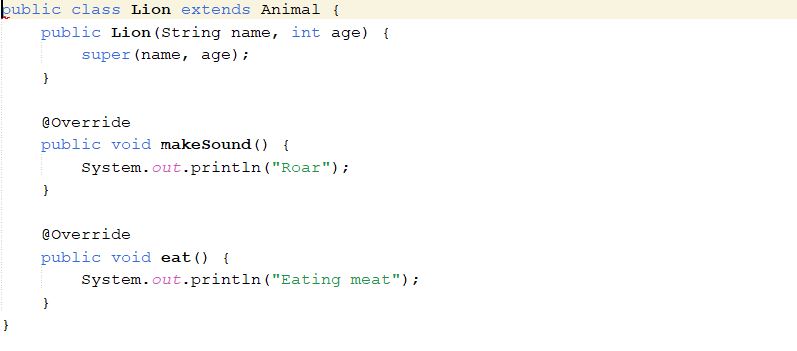 public class Lion extends Animal {
    public Lion(String name, int age) {
        super(name, age);
    }

    @Override
    public void makeSound() {
        System.out.println("Roar");
    }

    @Override
    public void eat() {
        System.out.println("Eating meat");
    }
}